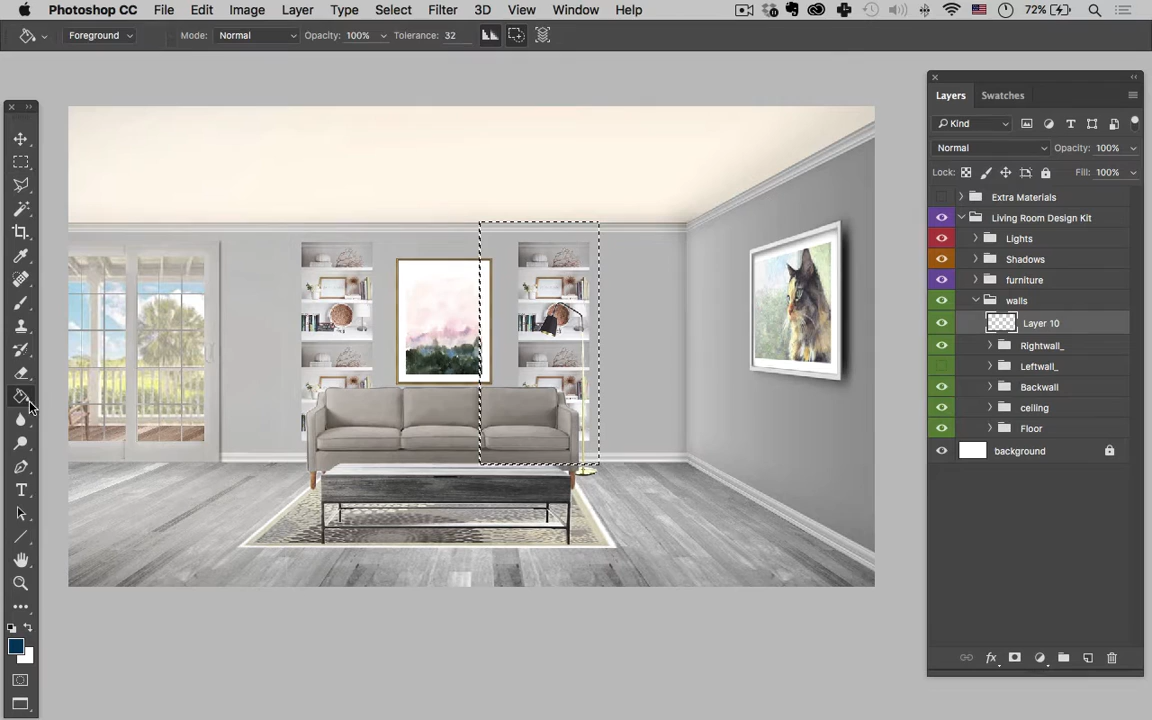 Photoshop CC File Edit Image Layer Type Select Filter 3D View Window Help 72%
Foreground Mode: Normal Opacity: 100% Tolerance: 32
Layers Swatches
Kind
Normal Opacity: 100%
Lock: Fill: 100%
Extra Materials
Living Room Design Kit
Lights
Shadows
furniture
walls
Layer 10
Rightwall_
Leftwall_
Backwall
ceiling
Floor
background